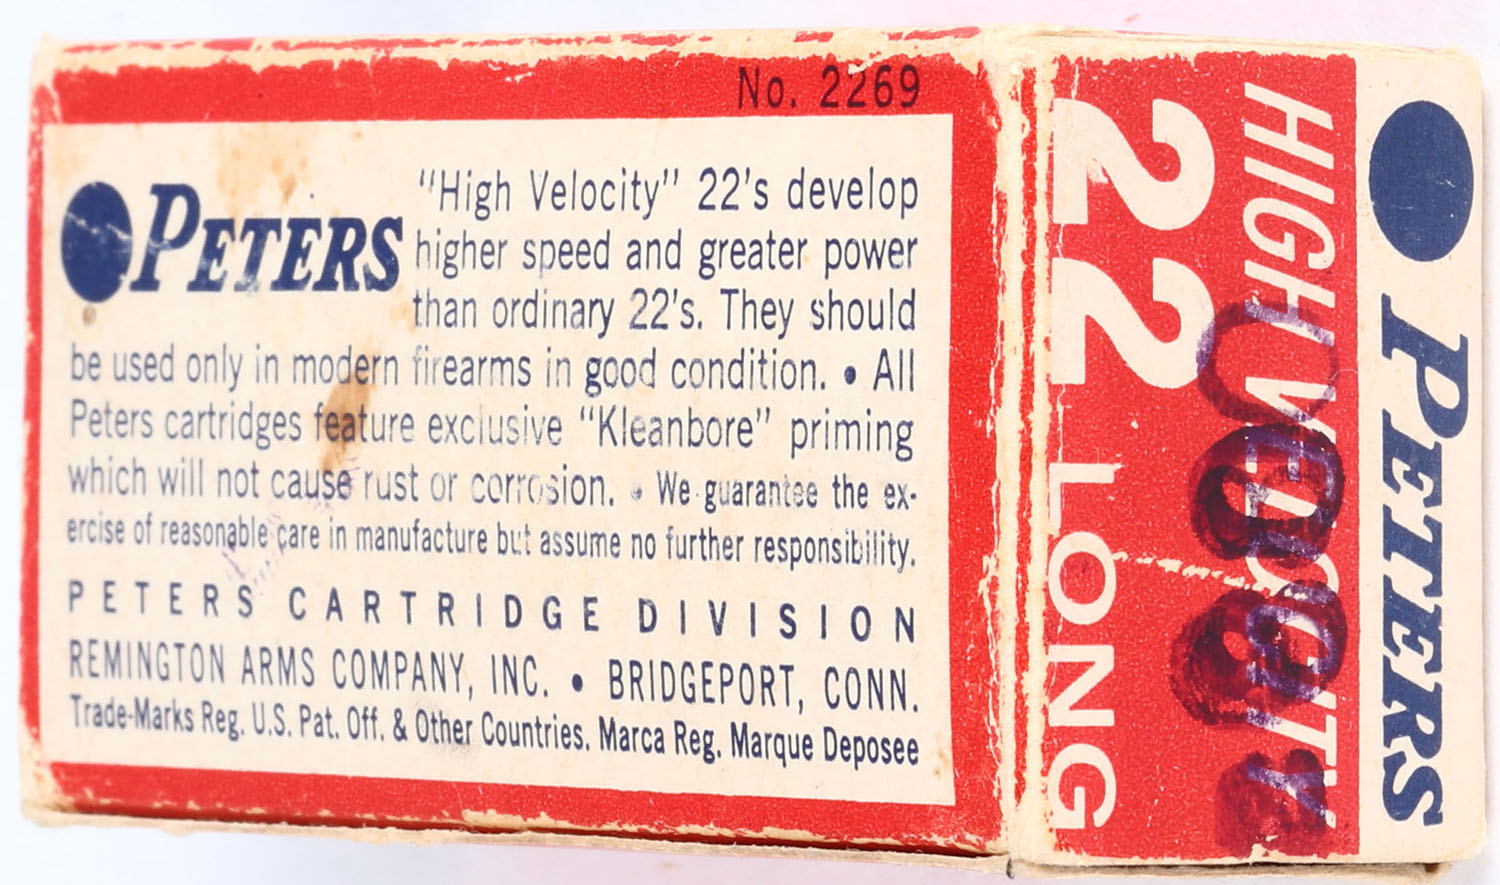 No. 2269
PETERS
"High Velocity" 22's develop
higher speed and greater power
than ordinary 22's. They should
be used only in modern firearms in good condition. • All
Peters cartridges feature exclusive "Kleanbore" priming
which will not cause rust or corrosion. • We guarantee the ex-
ercise of reasonable care in manufacture but assume no further responsibility.
PETERS CARTRIDGE DIVISION
REMINGTON ARMS COMPANY, INC. • BRIDGEPORT, CONN.
Trade-Marks Reg. U.S. Pat. Off. & Other Countries. Marca Reg. Marque Deposee
PETERS
HIGH VELOCITY
22 LONG